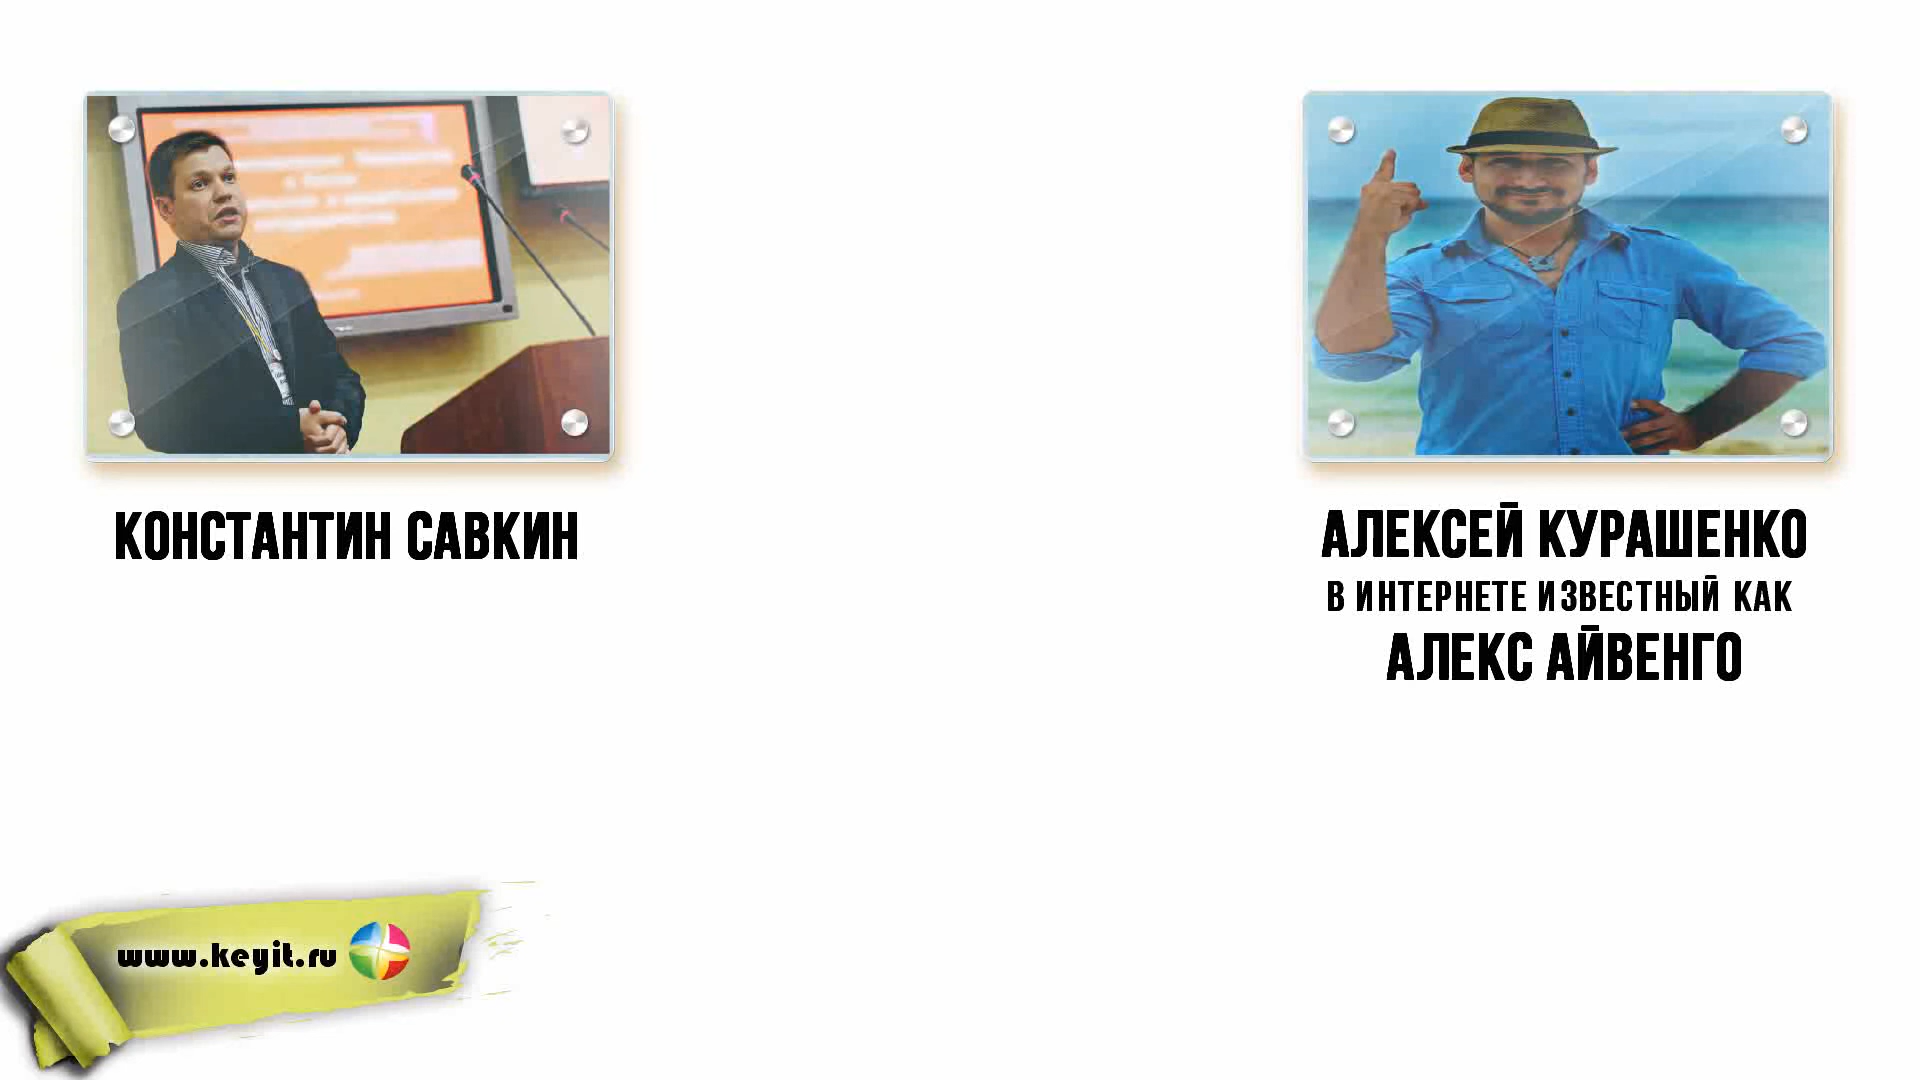 КОНСТАНТИН САВКИН
АЛЕКСЕЙ КУРАШЕНКО
В ИНТЕРНЕТЕ ИЗВЕСТНЫЙ КАК
АЛЕКС АЙВЕНГО
www.keyit.ru